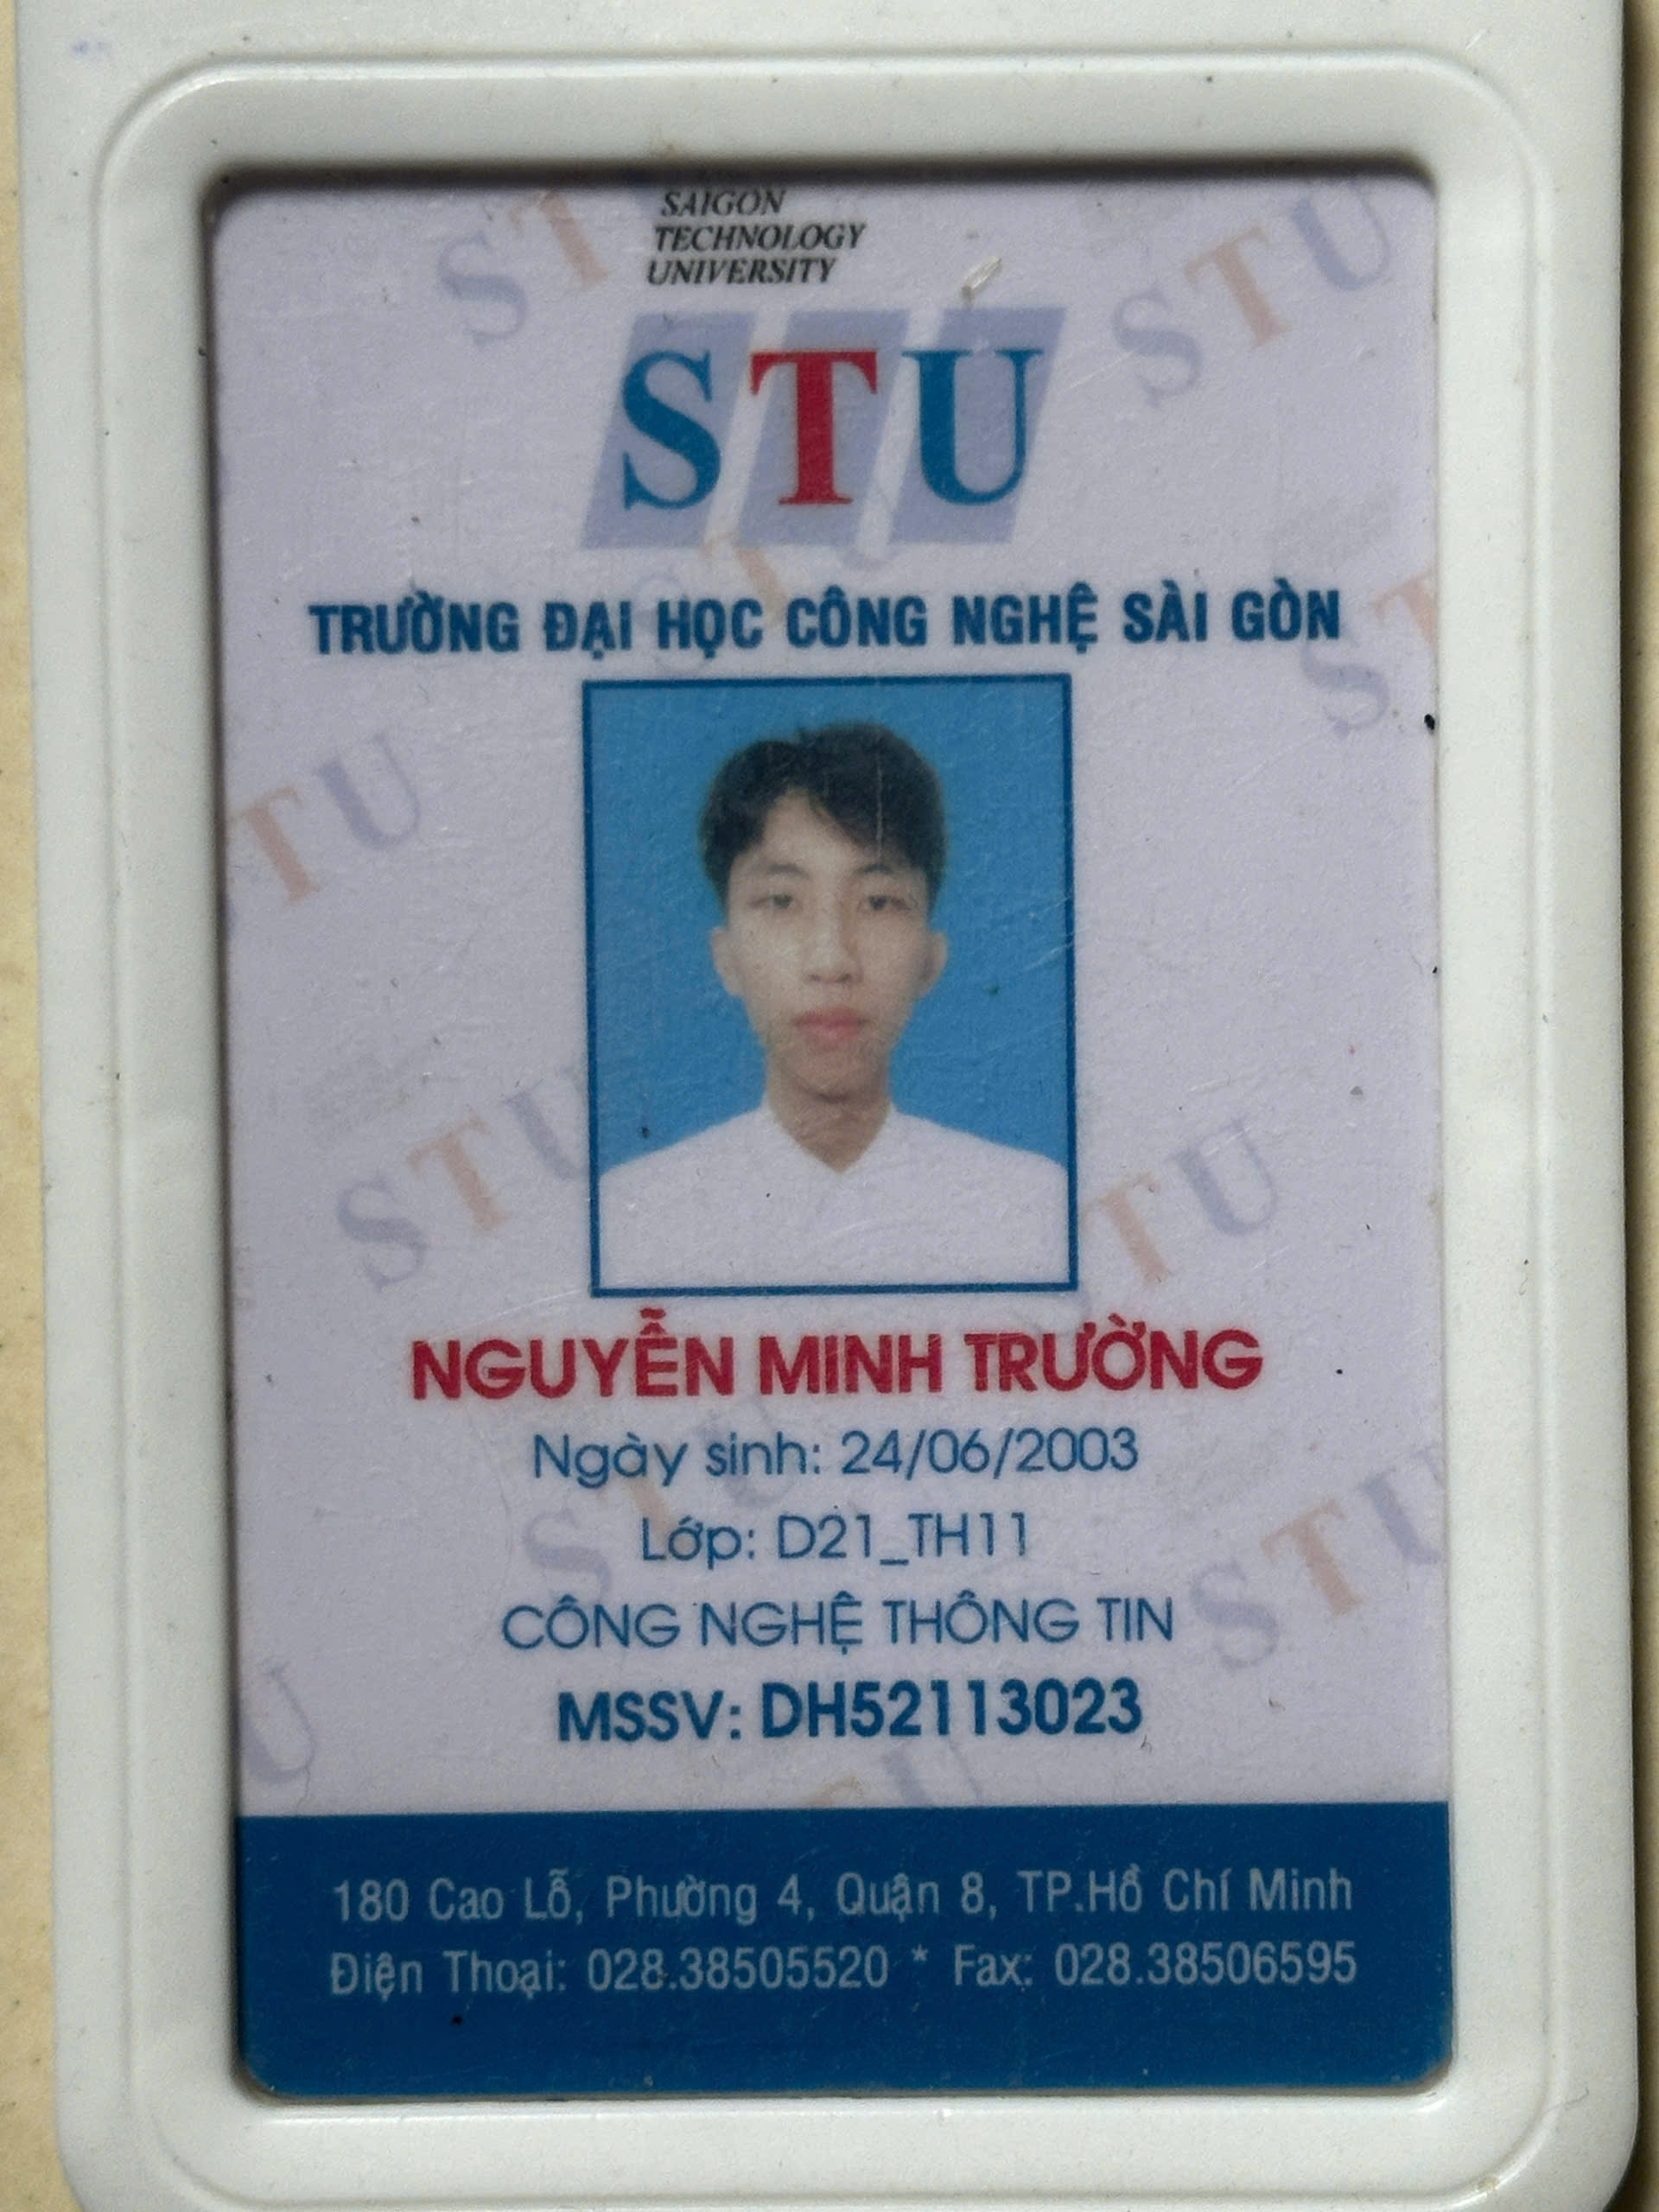 SAIGON
TECHNOLOGY
UNIVERSITY
STU
TRƯỜNG ĐẠI HỌC CÔNG NGHỆ SÀI GÒN
NGUYỄN MINH TRƯỜNG
Ngày sinh: 24/06/2003
Lớp: D21_TH11
CÔNG NGHỆ THÔNG TIN
MSSV: DH52113023
180 Cao Lỗ, Phường 4, Quận 8, TP.Hồ Chí Minh
Điện Thoại: 028.38505520 * Fax: 028.38506595